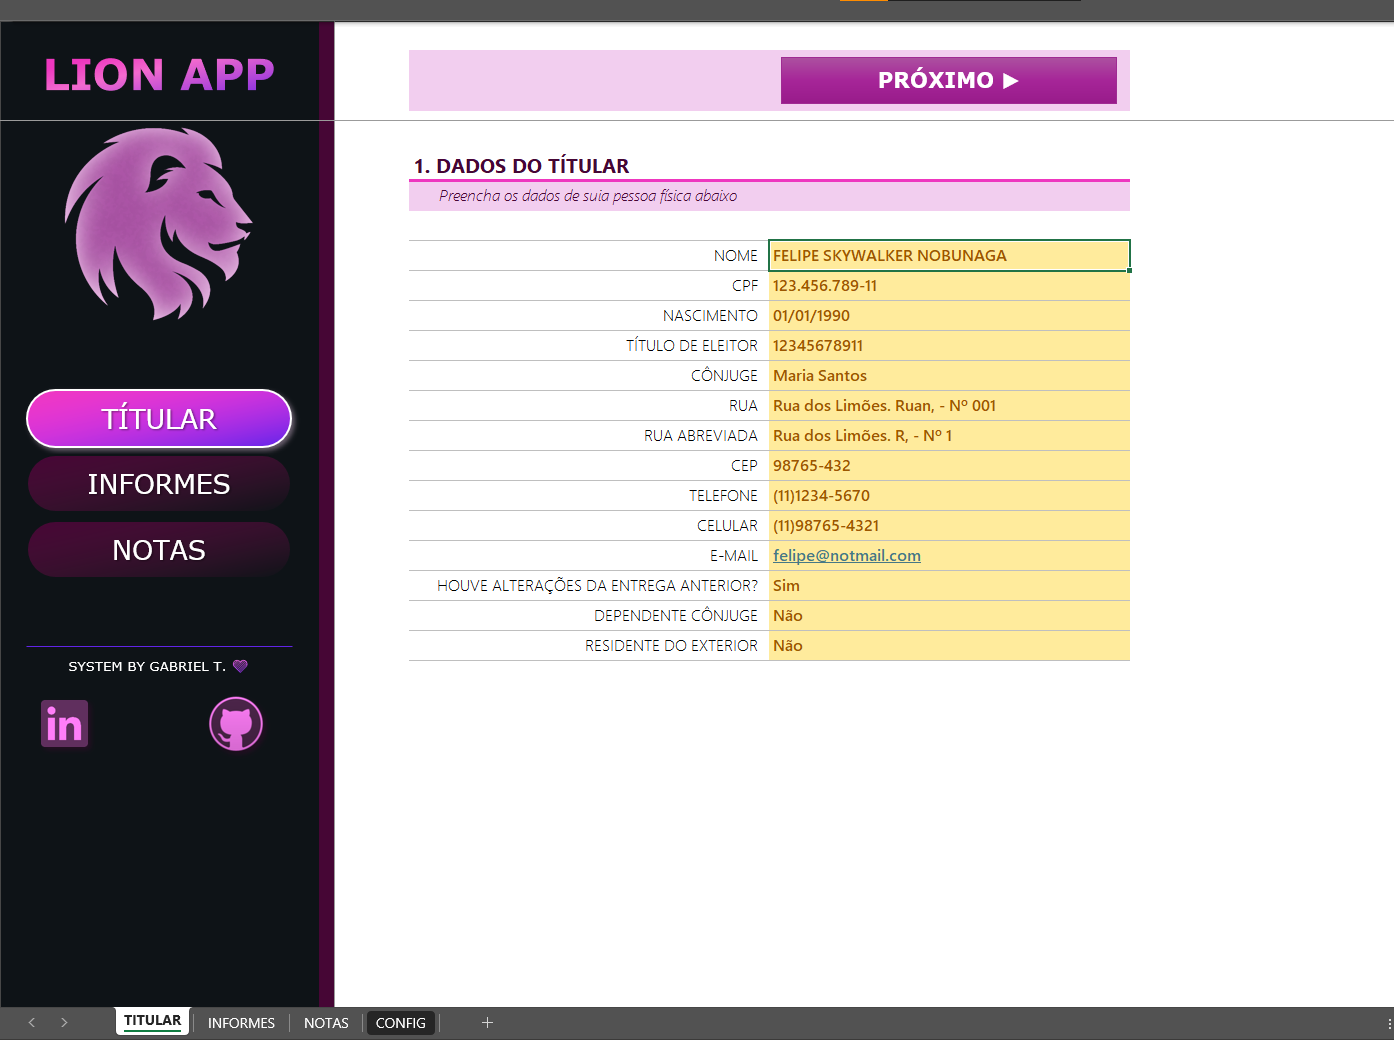 LION APP
PRÓXIMO ►
1. DADOS DO TÍTULAR
Preencha os dados de suia pessoa física abaixo
NOME FELIPE SKYWALKER NOBUNAGA
CPF 123.456.789-11
NASCIMENTO 01/01/1990
TÍTULO DE ELEITOR 12345678911
CÔNJUGE Maria Santos
RUA Rua dos Limões. Ruan, - Nº 001
RUA ABREVIADA Rua dos Limões. R, - Nº 1
CEP 98765-432
TELEFONE (11)1234-5670
CELULAR (11)98765-4321
E-MAIL felipe@notmail.com
HOUVE ALTERAÇÕES DA ENTREGA ANTERIOR? Sim
DEPENDENTE CÔNJUGE Não
RESIDENTE DO EXTERIOR Não
TÍTULAR
INFORMES
NOTAS
SYSTEM BY GABRIEL T. 💜
in
TITULAR INFORMES NOTAS CONFIG +